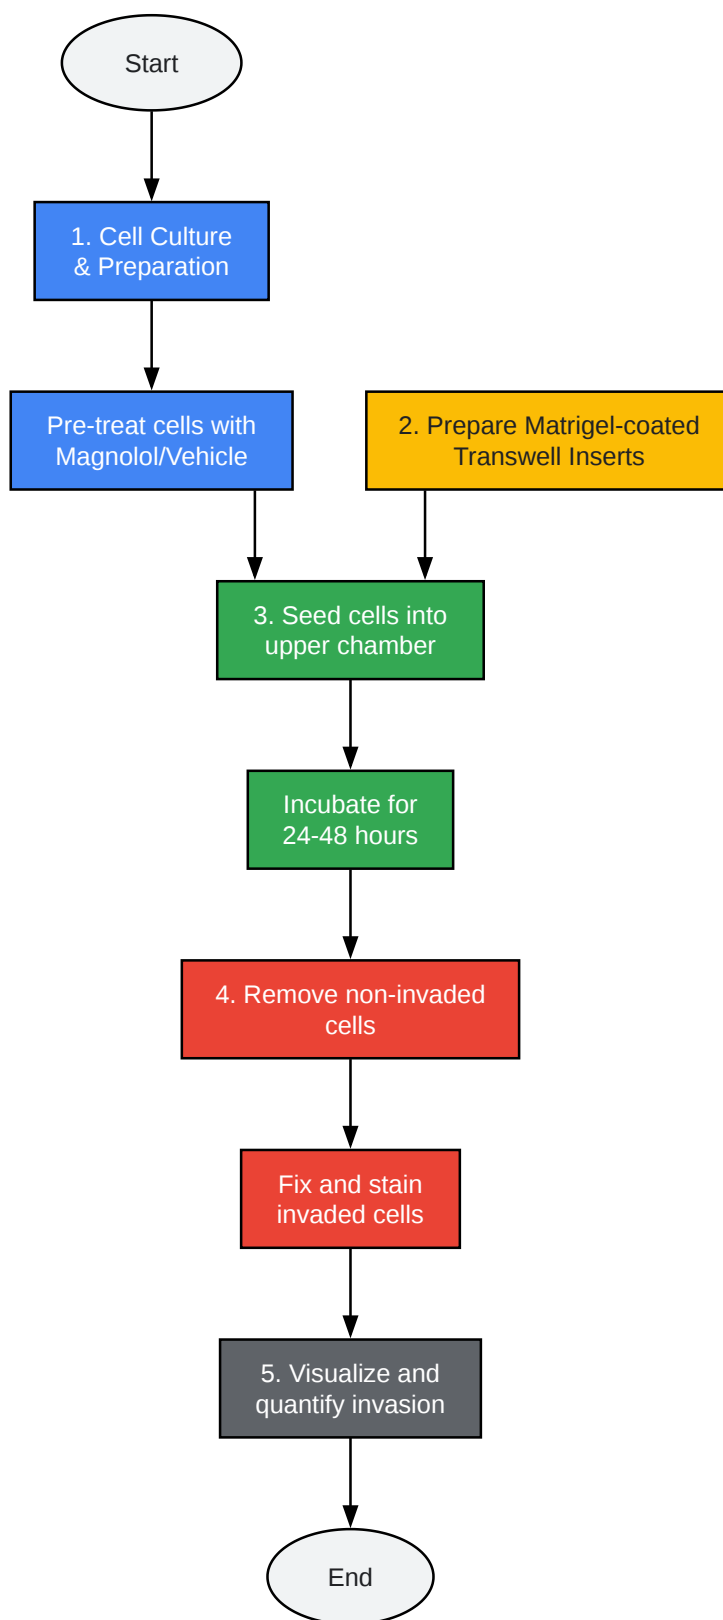 Start
1. Cell Culture
& Preparation
Pre-treat cells with
Magnolol/Vehicle
2. Prepare Matrigel-coated
Transwell Inserts
3. Seed cells into
upper chamber
Incubate for
24-48 hours
4. Remove non-invaded
cells
Fix and stain
invaded cells
5. Visualize and
quantify invasion
End